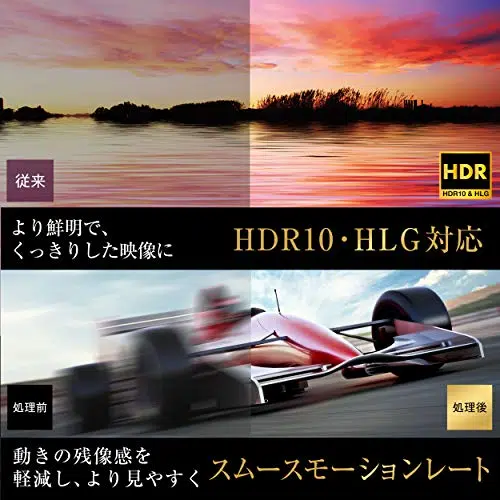 従来
HDR
HDR10 & HLG
より鮮明で、
くっきりした映像に
HDR10・HLG対応
処理前
処理後
動きの残像感を
軽減し、より見やすく
スムースモーションレート